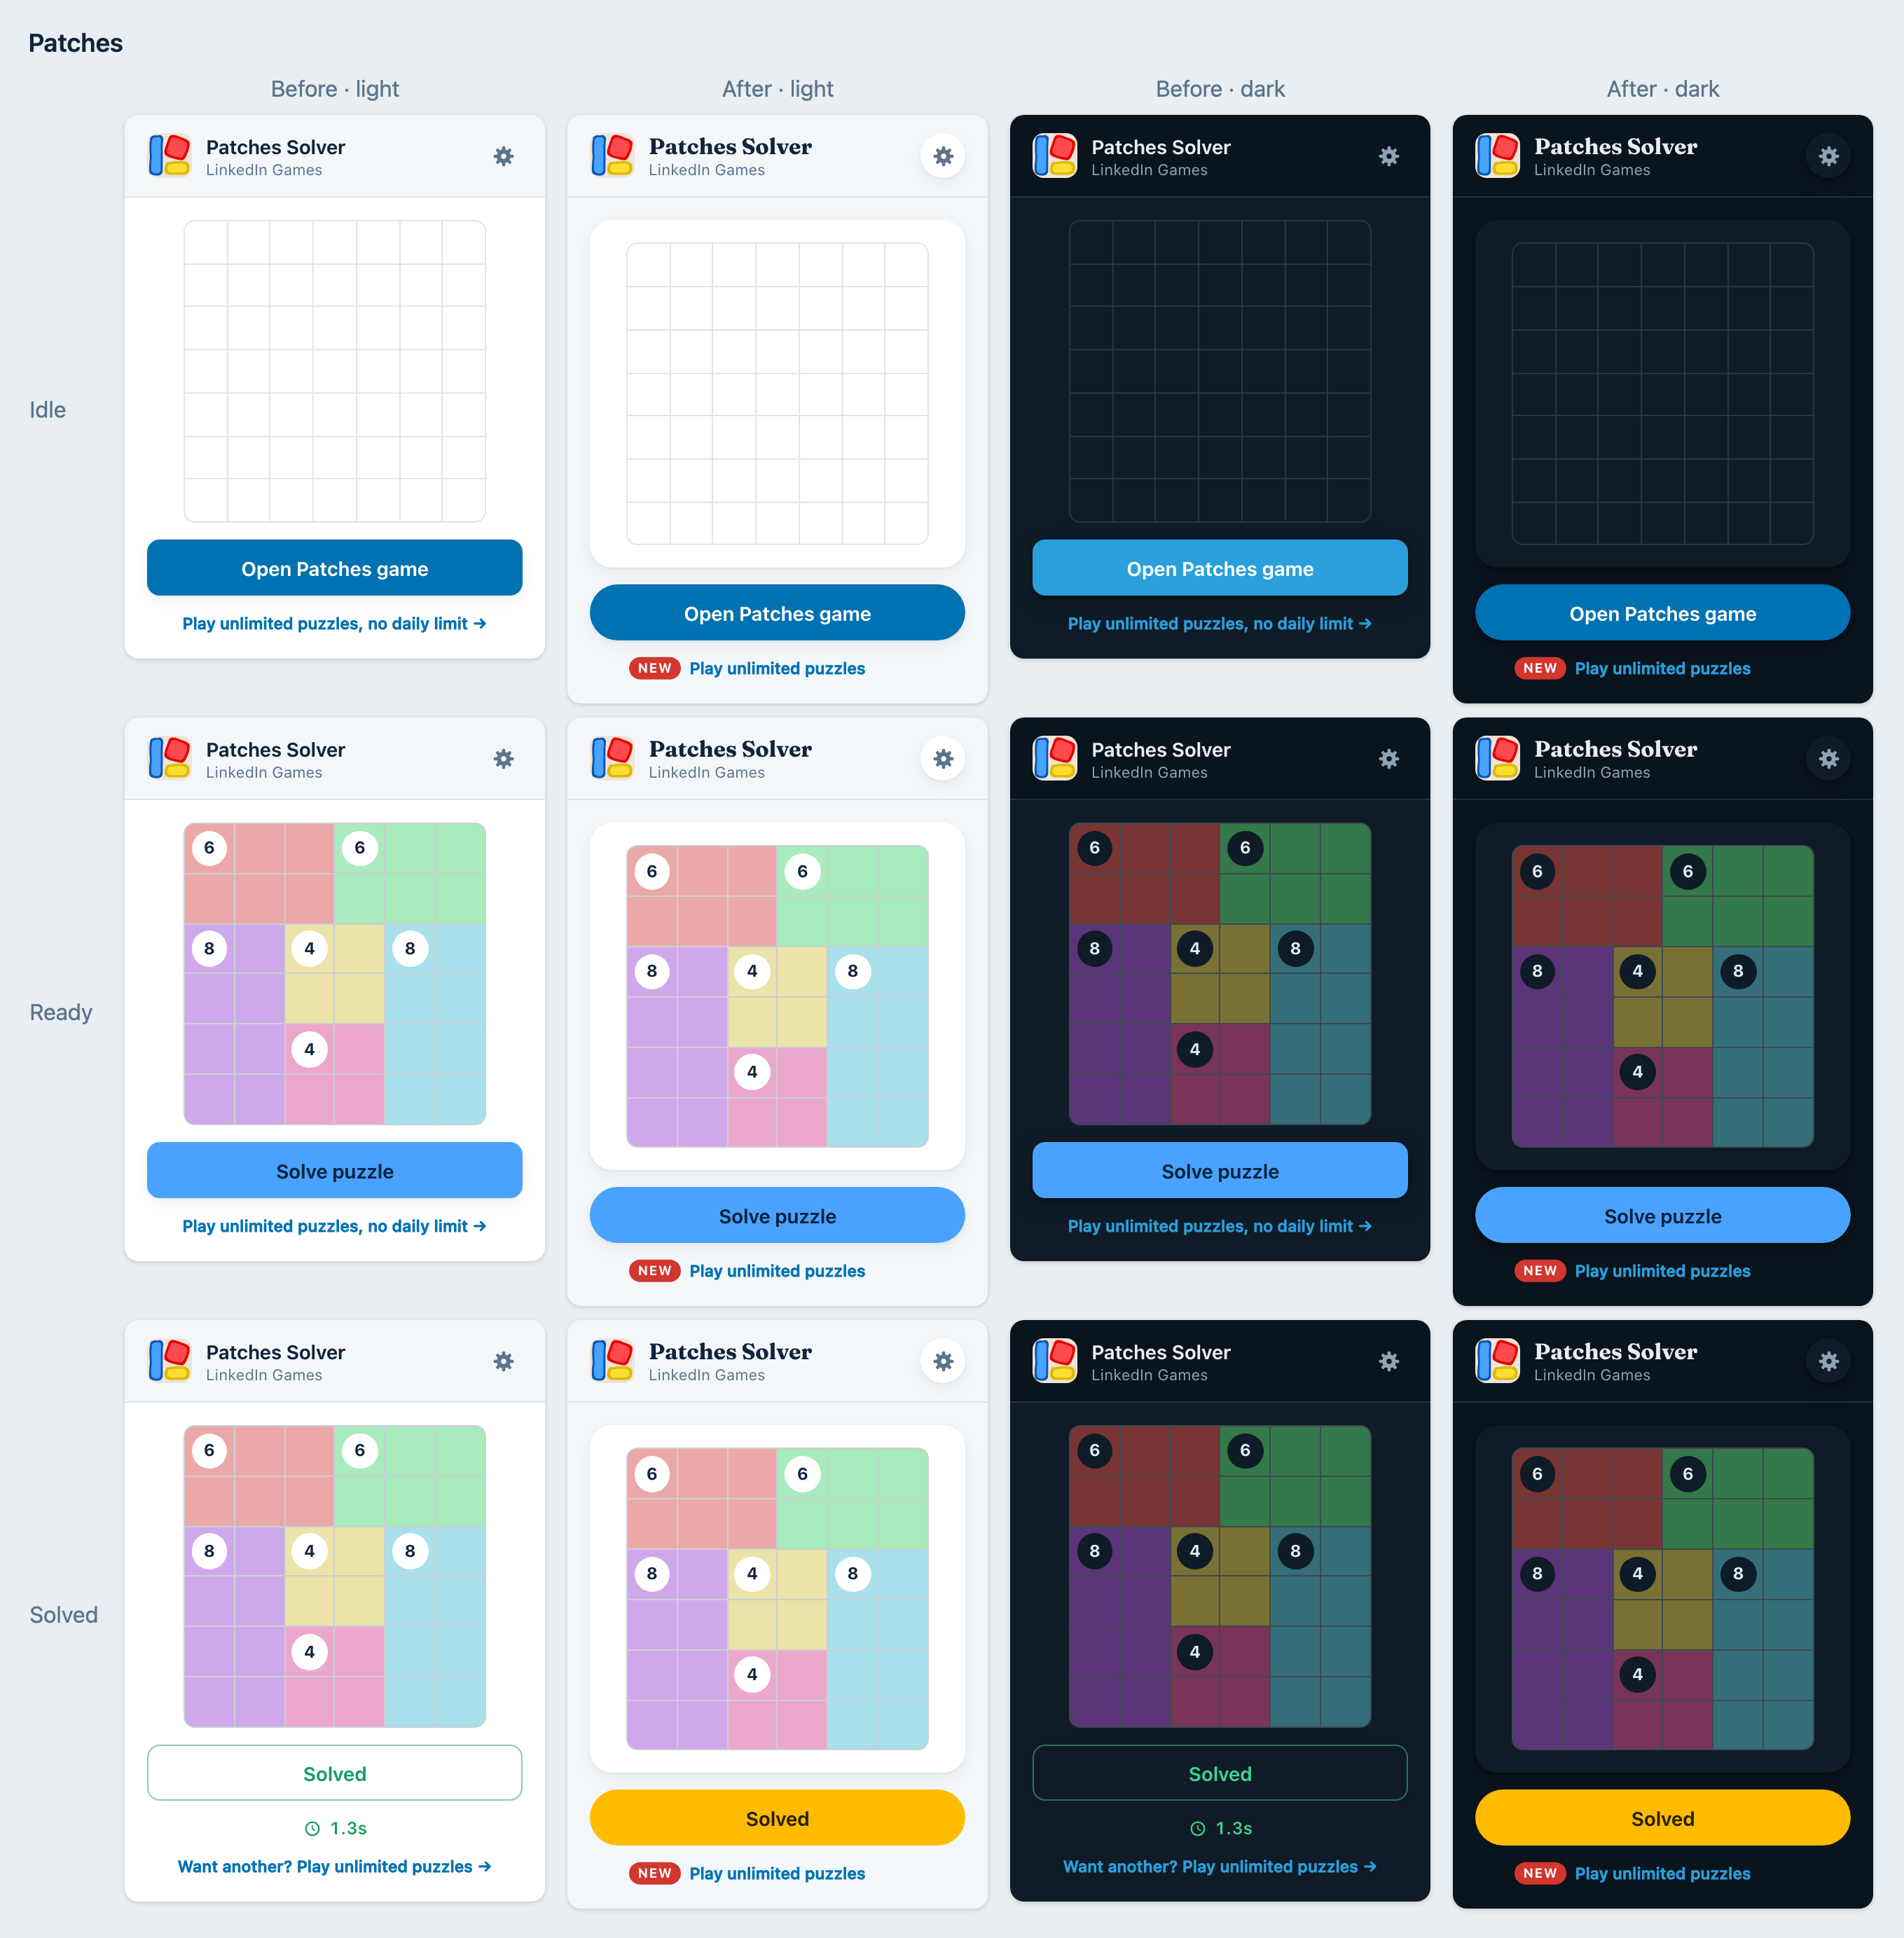 Patches
Before · light
After · light
Before · dark
After · dark
Idle
Patches Solver
LinkedIn Games
Open Patches game
Play unlimited puzzles, no daily limit →
Patches Solver
LinkedIn Games
Open Patches game
NEW Play unlimited puzzles
Patches Solver
LinkedIn Games
Open Patches game
Play unlimited puzzles, no daily limit →
Patches Solver
LinkedIn Games
Open Patches game
NEW Play unlimited puzzles
Ready
Patches Solver
LinkedIn Games
6 6
8 4 8
4
Solve puzzle
Play unlimited puzzles, no daily limit →
Patches Solver
LinkedIn Games
6 6
8 4 8
4
Solve puzzle
NEW Play unlimited puzzles
Patches Solver
LinkedIn Games
6 6
8 4 8
4
Solve puzzle
Play unlimited puzzles, no daily limit →
Patches Solver
LinkedIn Games
6 6
8 4 8
4
Solve puzzle
NEW Play unlimited puzzles
Solved
Patches Solver
LinkedIn Games
6 6
8 4 8
4
Solved
1.3s
Want another? Play unlimited puzzles →
Patches Solver
LinkedIn Games
6 6
8 4 8
4
Solved
NEW Play unlimited puzzles
Patches Solver
LinkedIn Games
6 6
8 4 8
4
Solved
1.3s
Want another? Play unlimited puzzles →
Patches Solver
LinkedIn Games
6 6
8 4 8
4
Solved
NEW Play unlimited puzzles